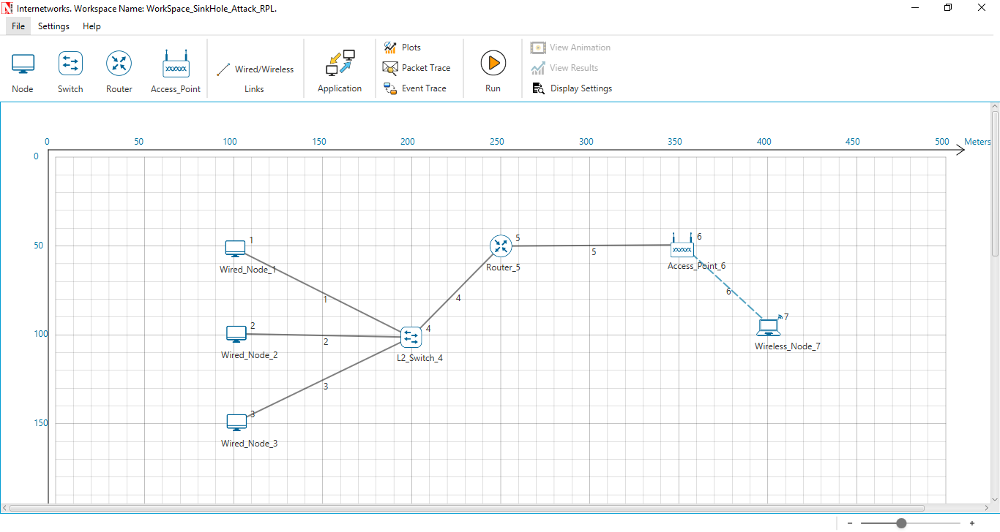 Internetworks. Workspace Name: WorkSpace_SinkHole_Attack_RPL.
File Settings Help
Node
Switch
Router
Access_Point
Wired/Wireless
Links
Application
Plots
Packet Trace
Event Trace
Run
View Animation
View Results
Display Settings
0 50 100 150 200 250 300 350 400 450 500 Meters
0
50
100
150
1
Wired_Node_1
2
Wired_Node_2
3
Wired_Node_3
1
2
3
4
L2_Switch_4
4
5
Router_5
5
6
Access_Point_6
6
7
Wireless_Node_7